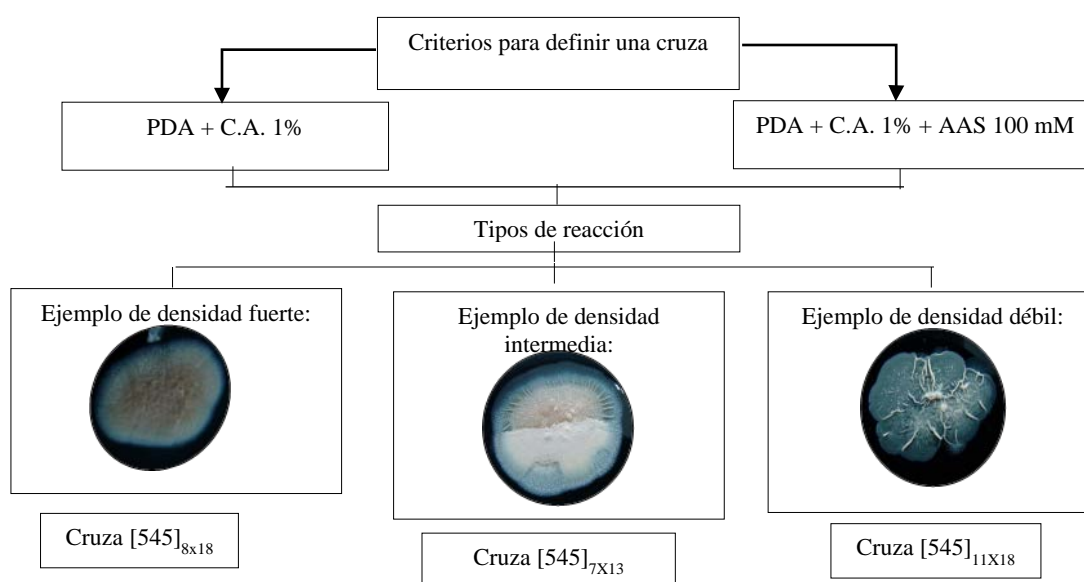 Criterios para definir una cruza
PDA + C.A. 1%
PDA + C.A. 1% + AAS 100 mM
Tipos de reacción
Ejemplo de densidad fuerte:
Ejemplo de densidad
intermedia:
Ejemplo de densidad débil:
Cruza [545]8x18
Cruza [545]7X13
Cruza [545]11X18